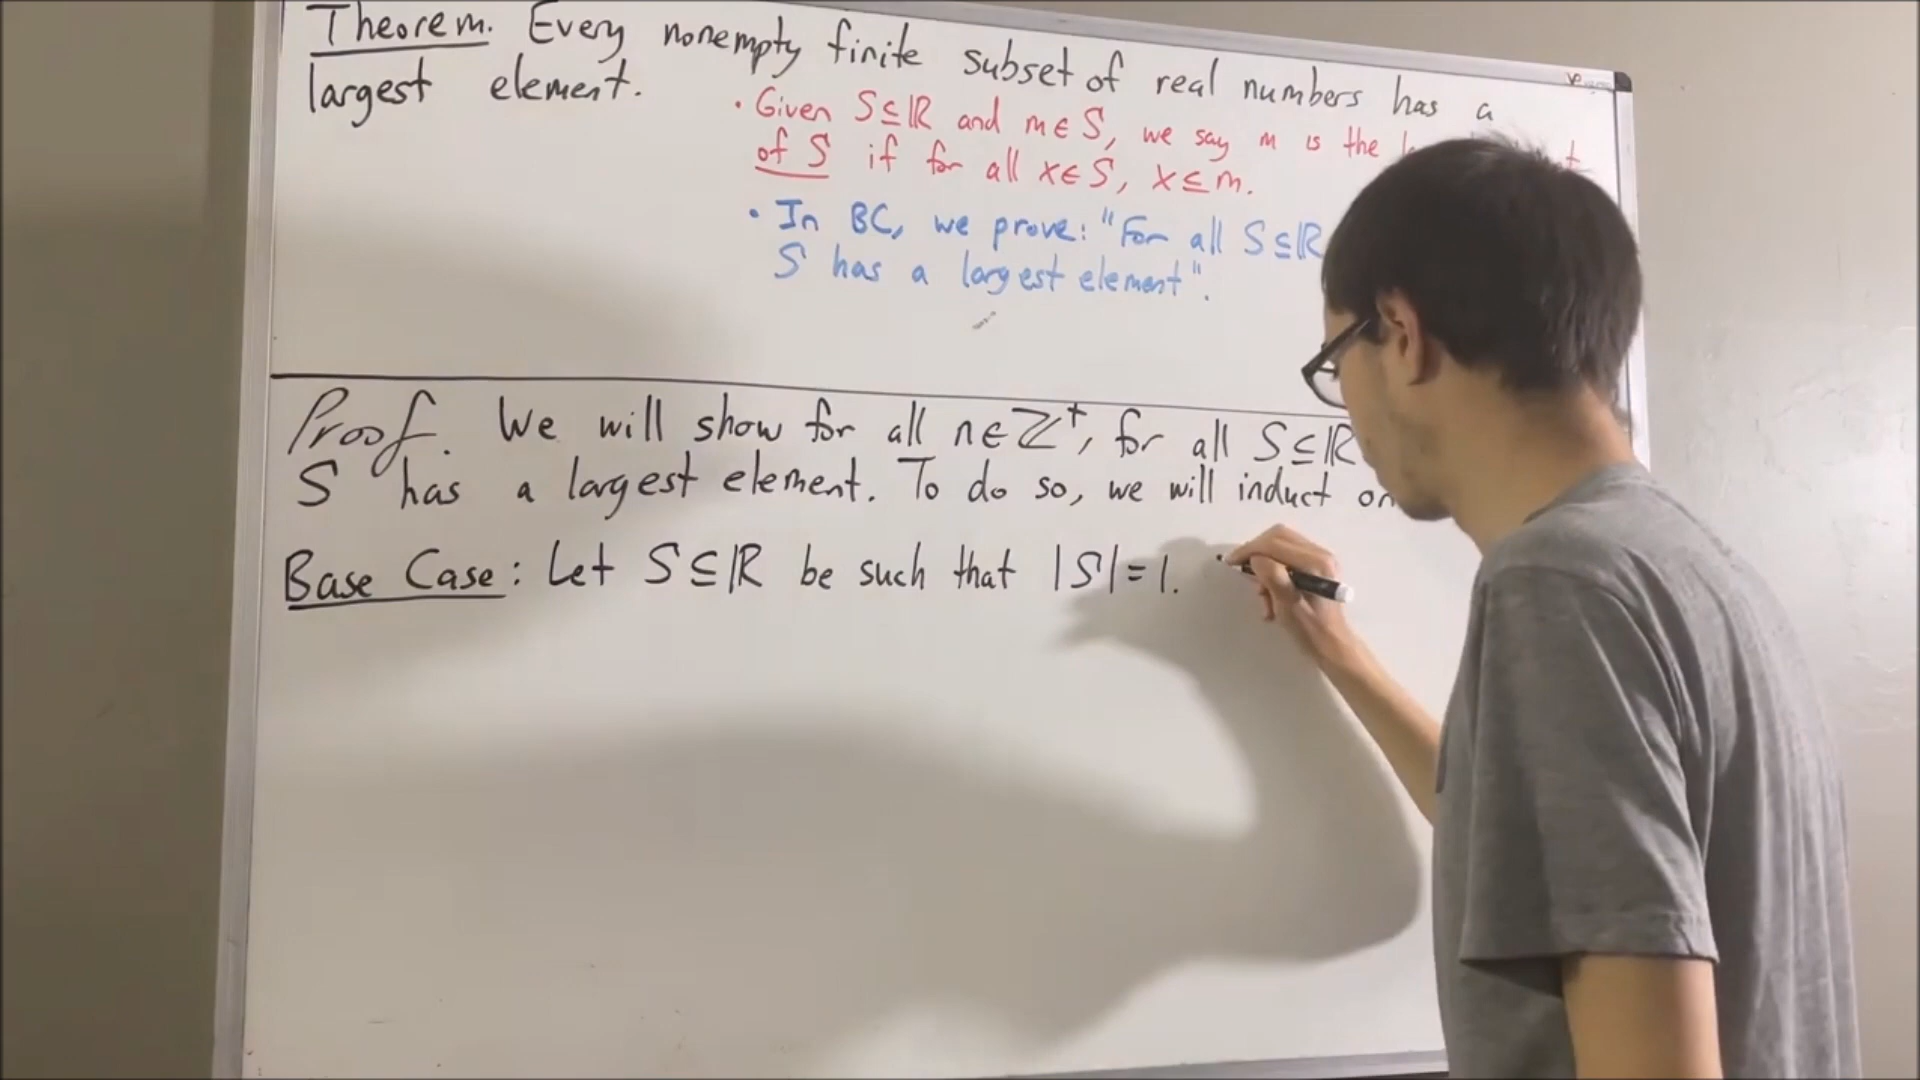 Theorem. Every nonempty finite subset of real numbers has a
largest element.
• Given S⊆ℝ and m∈S, we say m is the
of S if for all x∈S, x≤m.
• In BC, we prove: "For all S⊆ℝ
S has a largest element".
Proof. We will show for all n∈ℤ⁺, for all S⊆ℝ
S has a largest element. To do so, we will induct on
Base Case: Let S⊆ℝ be such that |S|=1.